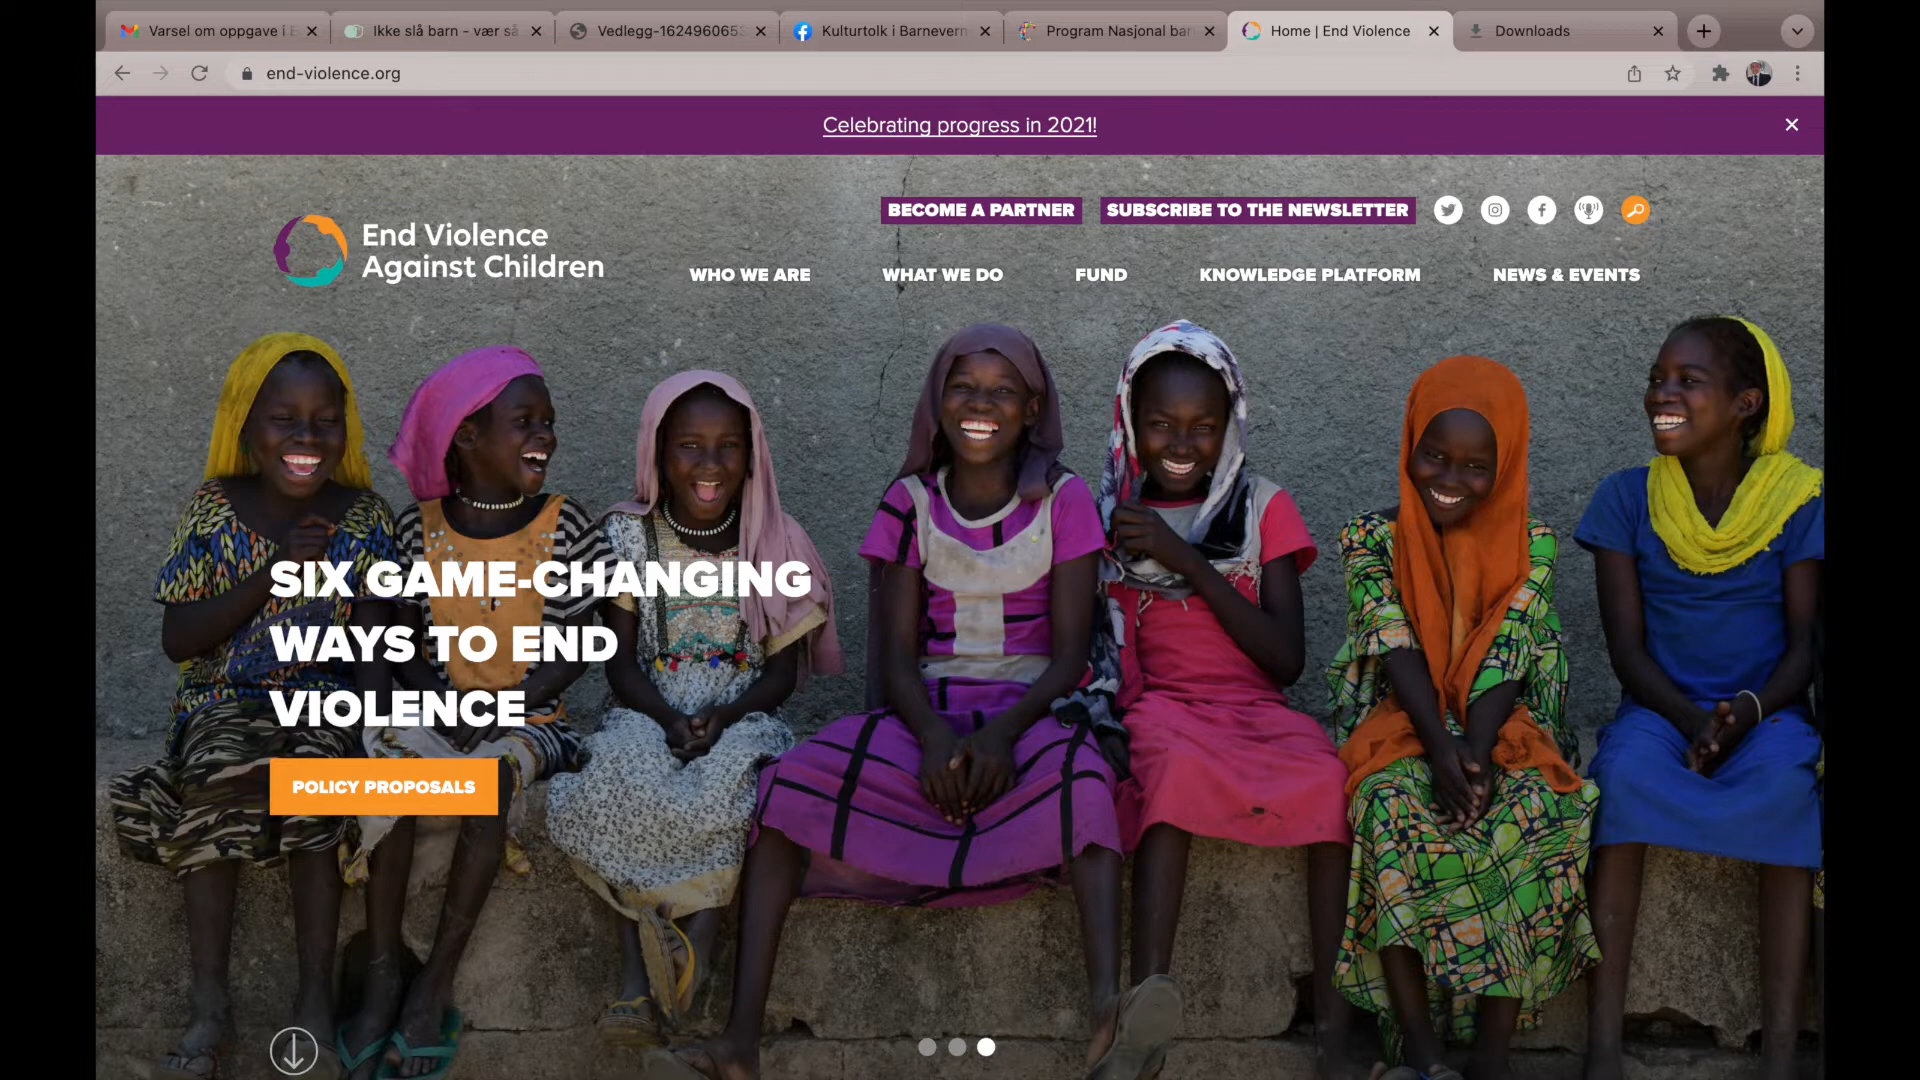 Varsel om oppgave i E
Ikke slå barn - vær så
Vedlegg-1624960652
Kulturtolk i Barnevern
Program Nasjonal bar
Home | End Violence
Downloads
end-violence.org
Celebrating progress in 2021!
BECOME A PARTNER
SUBSCRIBE TO THE NEWSLETTER
End Violence
Against Children
WHO WE ARE
WHAT WE DO
FUND
KNOWLEDGE PLATFORM
NEWS & EVENTS
SIX GAME-CHANGING
WAYS TO END
VIOLENCE
POLICY PROPOSALS